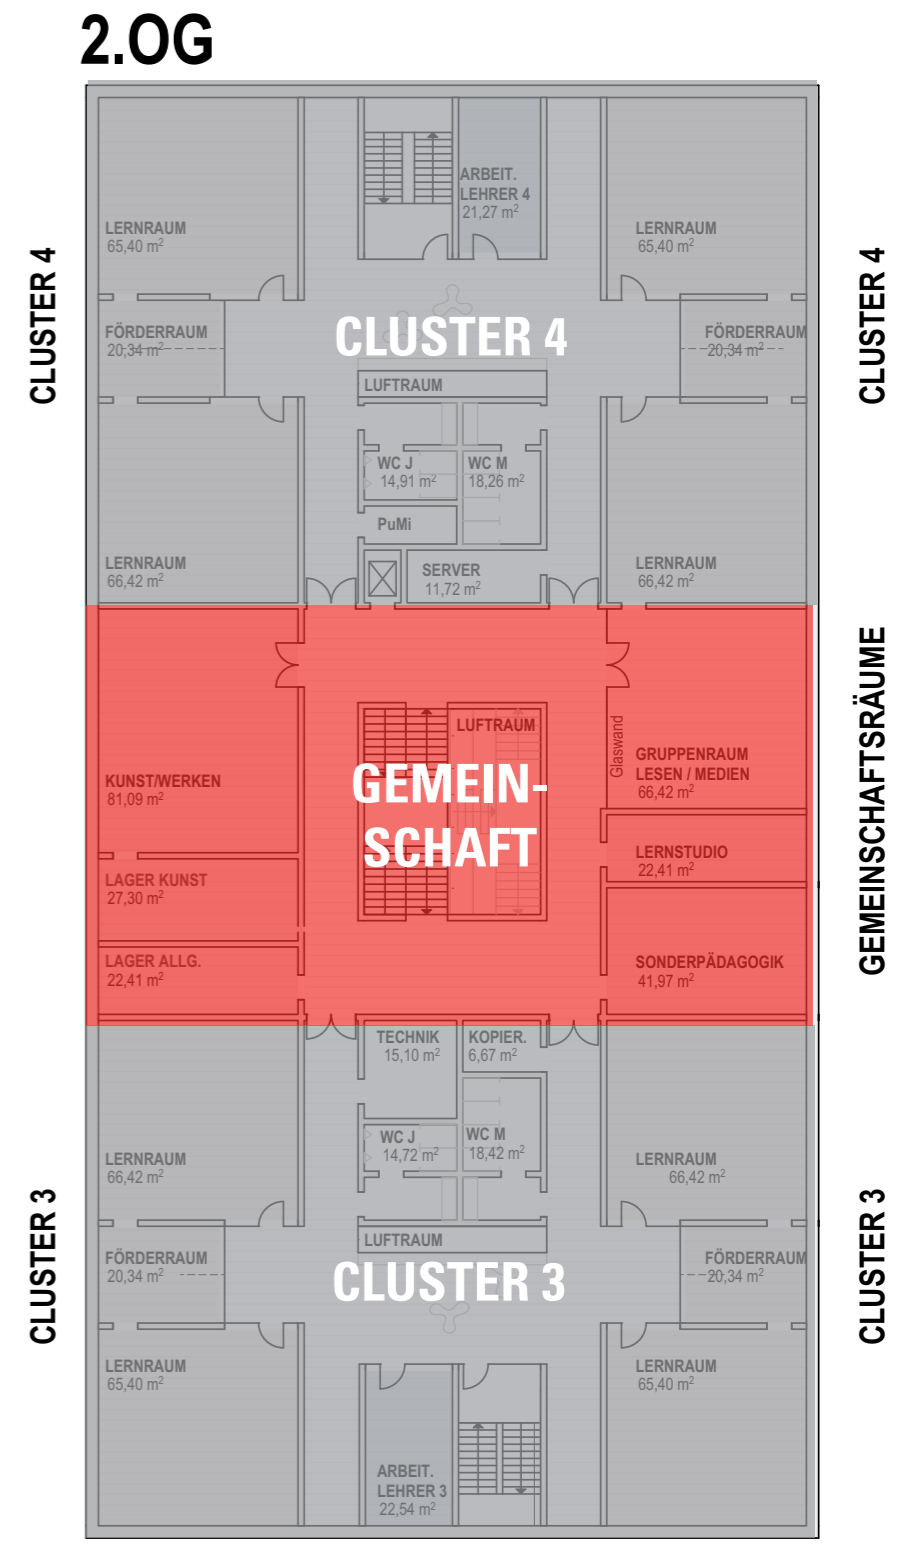 2.OG
CLUSTER 4
CLUSTER 4
ARBEIT.
LEHRER 4
21,27 m²
LERNRAUM
65,40 m²
LERNRAUM
65,40 m²
FÖRDERRAUM
20,34 m²
CLUSTER 4
FÖRDERRAUM
20,34 m²
LUFTRAUM
WC J
14,91 m²
WC M
18,26 m²
PuMi
LERNRAUM
66,42 m²
SERVER
11,72 m²
LERNRAUM
66,42 m²
GEMEINSCHAFTSRÄUME
LUFTRAUM
Glaswand
KUNST/WERKEN
81,09 m²
GEMEIN-
SCHAFT
GRUPPENRAUM
LESEN / MEDIEN
66,42 m²
LERNSTUDIO
22,41 m²
LAGER KUNST
27,30 m²
LAGER ALLG.
22,41 m²
SONDERPÄDAGOGIK
41,97 m²
TECHNIK
15,10 m²
KOPIER.
6,67 m²
WC J
14,72 m²
WC M
18,42 m²
LERNRAUM
66,42 m²
LERNRAUM
66,42 m²
CLUSTER 3
CLUSTER 3
LUFTRAUM
FÖRDERRAUM
20,34 m²
CLUSTER 3
FÖRDERRAUM
20,34 m²
LERNRAUM
65,40 m²
LERNRAUM
65,40 m²
ARBEIT.
LEHRER 3
22,54 m²